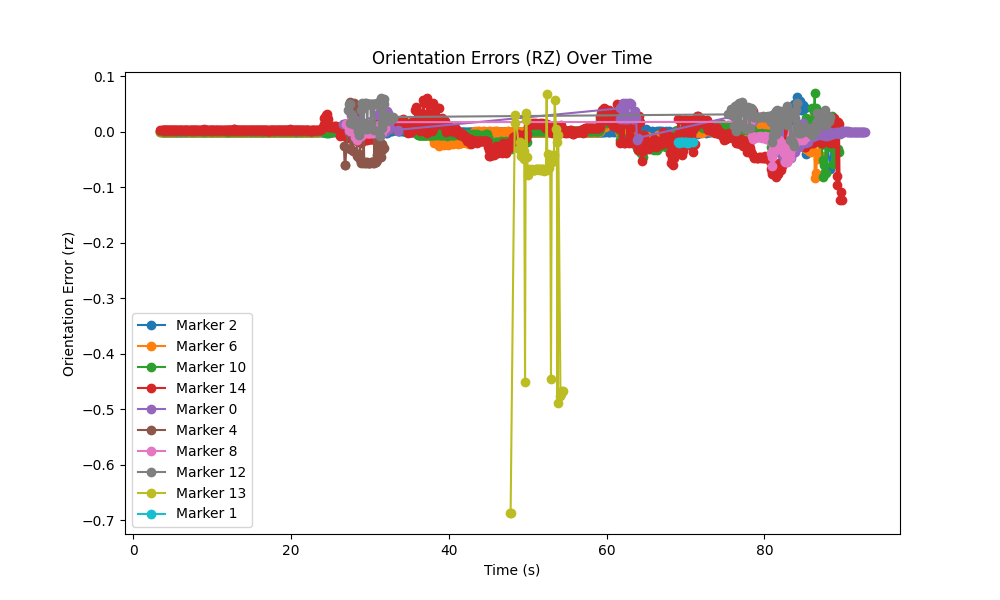 Orientation Errors (RZ) Over Time
Orientation Error (rz)
0.1
0.0
−0.1
−0.2
−0.3
−0.4
−0.5
−0.6
−0.7
Marker 2
Marker 6
Marker 10
Marker 14
Marker 0
Marker 4
Marker 8
Marker 12
Marker 13
Marker 1
0 20 40 60 80
Time (s)